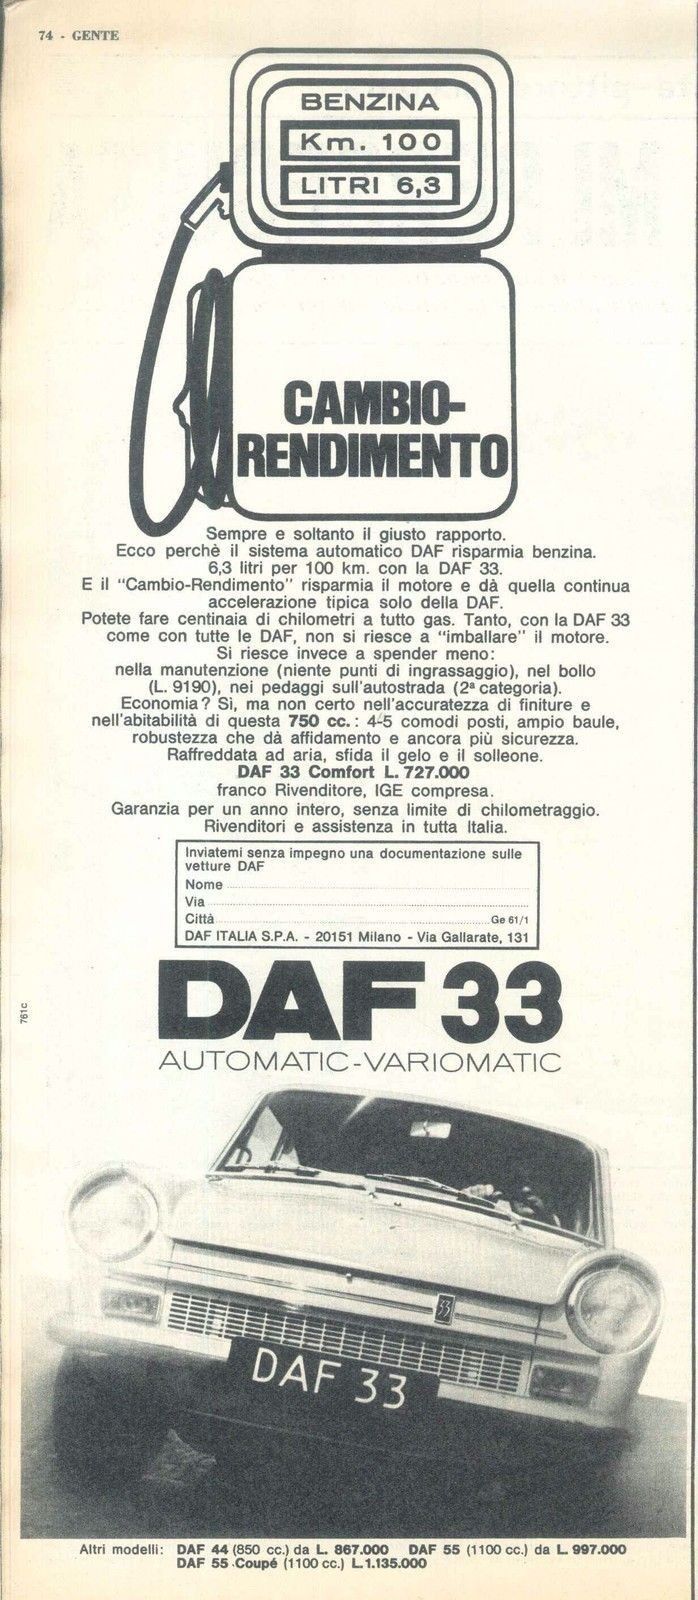 74 - GENTE
BENZINA
Km. 100
LITRI 6,3
CAMBIO-
RENDIMENTO
Sempre e soltanto il giusto rapporto.
Ecco perchè il sistema automatico DAF risparmia benzina.
6,3 litri per 100 km. con la DAF 33.
E il "Cambio-Rendimento" risparmia il motore e dà quella continua
accelerazione tipica solo della DAF.
Potete fare centinaia di chilometri a tutto gas. Tanto, con la DAF 33
come con tutte le DAF, non si riesce a "imballare" il motore.
Si riesce invece a spender meno:
nella manutenzione (niente punti di ingrassaggio), nel bollo
(L. 9190), nei pedaggi sull'autostrada (2ª categoria).
Economia? Sì, ma non certo nell'accuratezza di finiture e
nell'abitabilità di questa 750 cc.: 4-5 comodi posti, ampio baule,
robustezza che dà affidamento e ancora più sicurezza.
Raffreddata ad aria, sfida il gelo e il solleone.
DAF 33 Comfort L. 727.000
franco Rivenditore, IGE compresa.
Garanzia per un anno intero, senza limite di chilometraggio.
Rivenditori e assistenza in tutta Italia.
Inviatemi senza impegno una documentazione sulle
vetture DAF
Nome
Via
Città Ge 61/1
DAF ITALIA S.P.A. - 20151 Milano - Via Gallarate, 131
761c
DAF 33
AUTOMATIC-VARIOMATIC
33
DAF 33
Altri modelli: DAF 44 (850 cc.) da L. 867.000 DAF 55 (1100 cc.) da L. 997.000
DAF 55 Coupé (1100 cc.) L.1.135.000